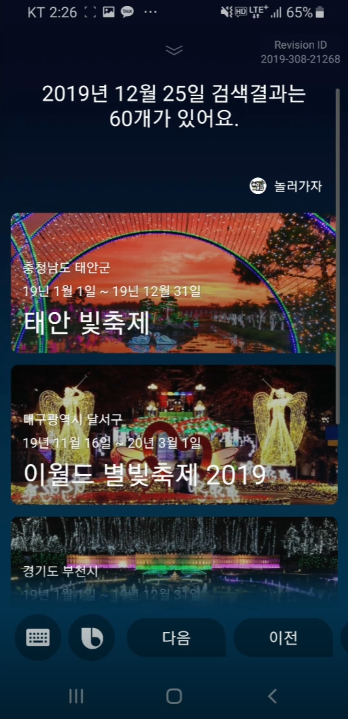 KT 2:26 ··· HD LTE+ 65%
Revision ID
2019-308-21268
2019년 12월 25일 검색결과는
60개가 있어요.
놀러가자
충청남도 태안군
19년 1월 1일 ~ 19년 12월 31일
태안 빛축제
대구광역시 달서구
19년 11월 16일 ~ 20년 3월 1일
이월드 별빛축제 2019
경기도 부천시
다음
이전